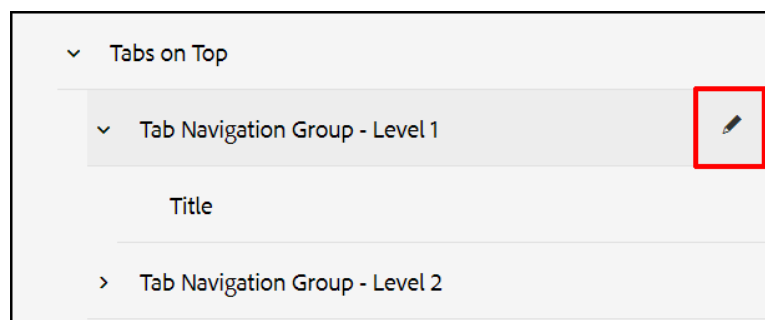 Tabs on Top
Tab Navigation Group - Level 1
Title
Tab Navigation Group - Level 2